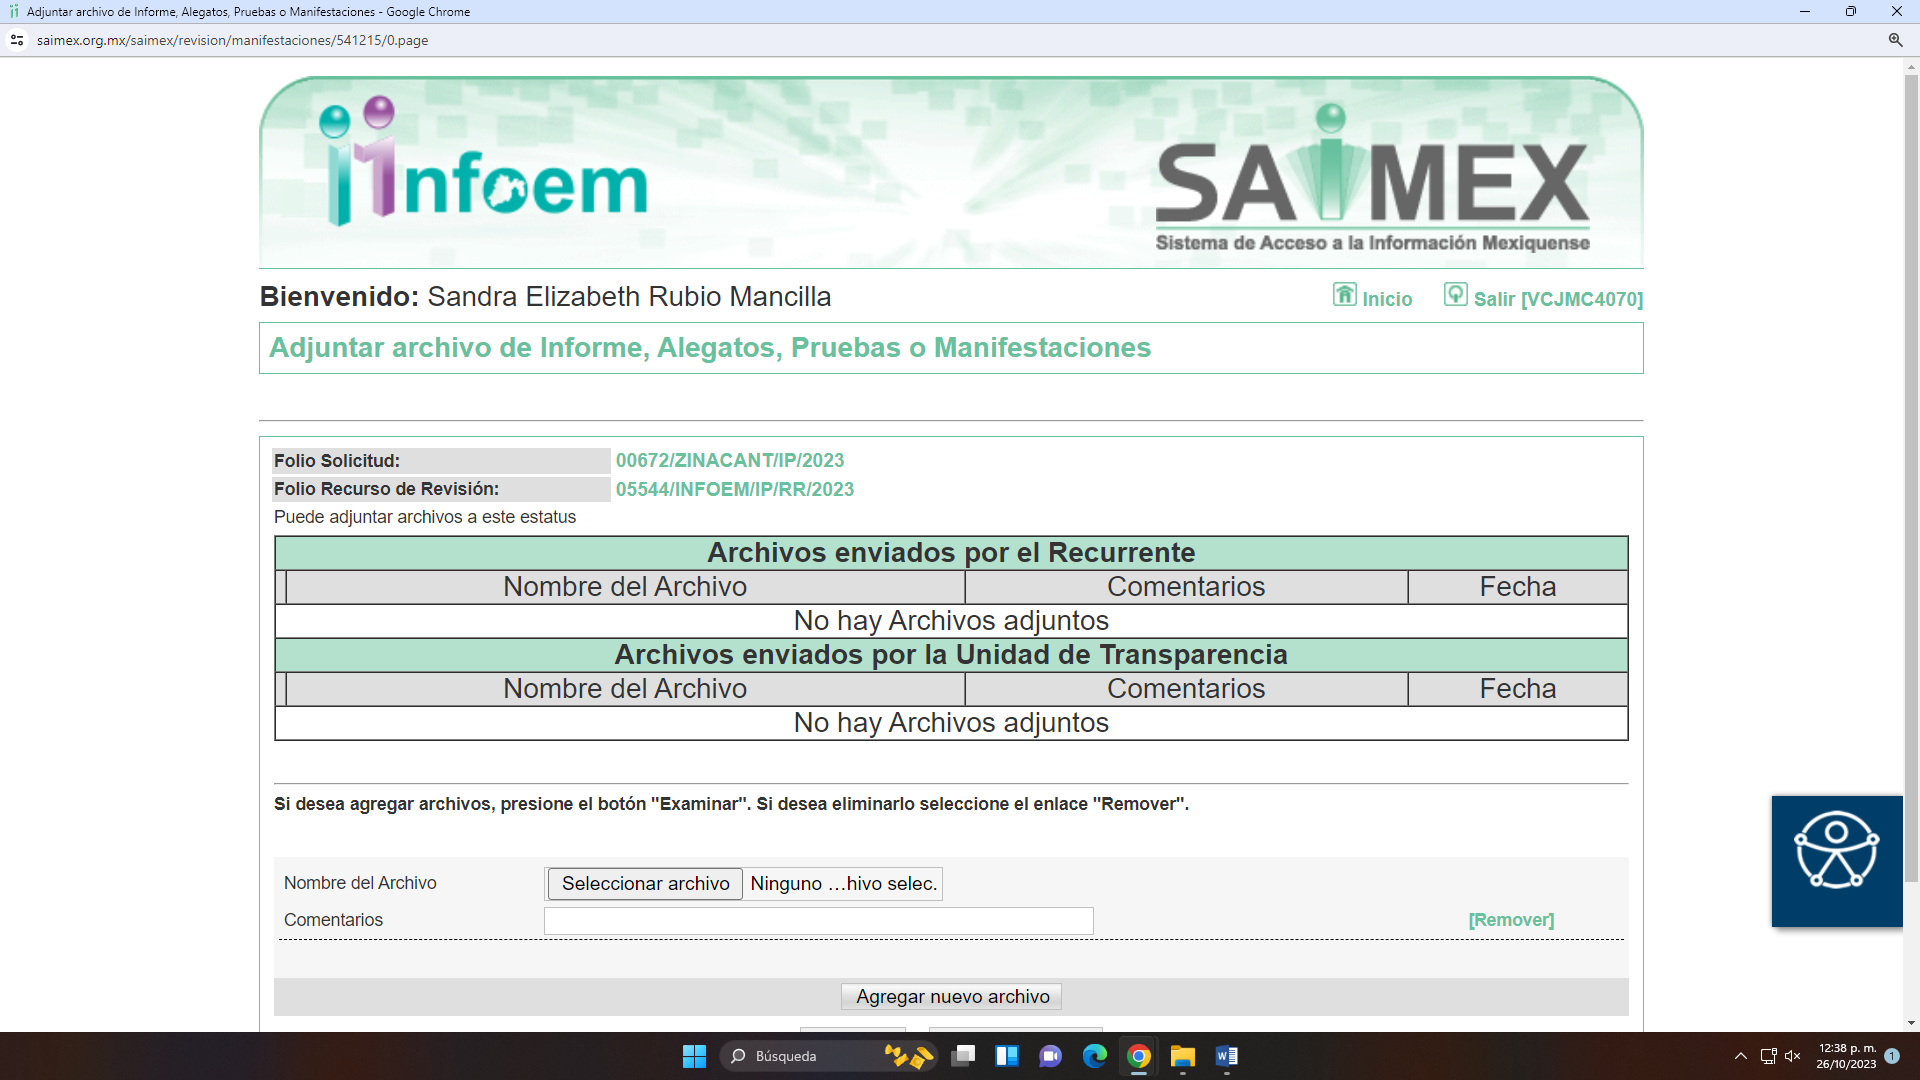 Adjuntar archivo de Informe, Alegatos, Pruebas o Manifestaciones - Google Chrome
saimex.org.mx/saimex/revision/manifestaciones/541215/0.page
infoem
SAIMEX
Sistema de Acceso a la Información Mexiquense
Bienvenido: Sandra Elizabeth Rubio Mancilla
Inicio
Salir [VCJMC4070]
Adjuntar archivo de Informe, Alegatos, Pruebas o Manifestaciones
Folio Solicitud: 00672/ZINACANT/IP/2023
Folio Recurso de Revisión: 05544/INFOEM/IP/RR/2023
Puede adjuntar archivos a este estatus
Archivos enviados por el Recurrente
Nombre del Archivo Comentarios Fecha
No hay Archivos adjuntos
Archivos enviados por la Unidad de Transparencia
Nombre del Archivo Comentarios Fecha
No hay Archivos adjuntos
Si desea agregar archivos, presione el botón "Examinar". Si desea eliminarlo seleccione el enlace "Remover".
Nombre del Archivo Seleccionar archivo Ninguno ...hivo selec.
Comentarios [Remover]
Agregar nuevo archivo
Búsqueda
12:38 p. m.
26/10/2023
1